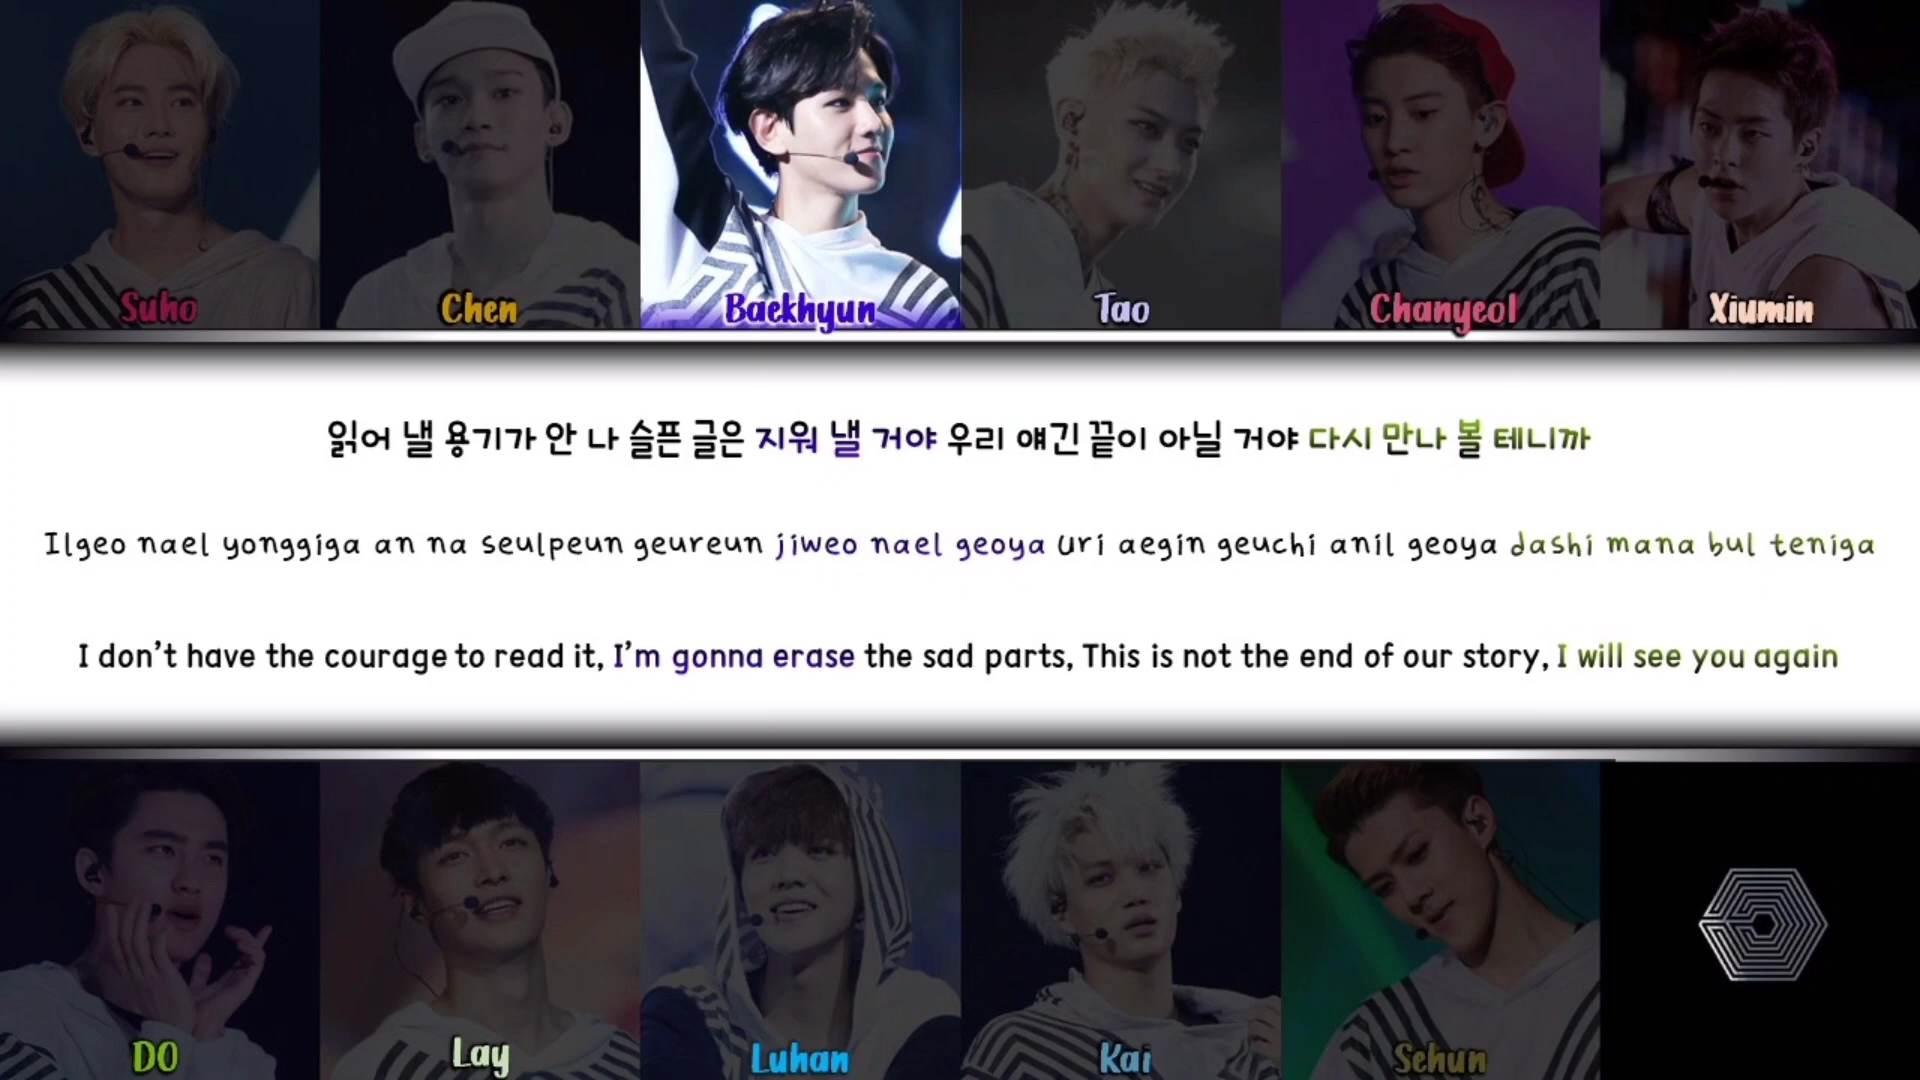 Suho
Chen
Baekhyun
Tao
Chanyeol
Xiumin
읽어 낼 용기가 안 나 슬픈 글은 지워 낼 거야 우리 얘긴 끝이 아닐 거야 다시 만나 볼 테니까
Ilgeo nael yonggiga an na seulpeun geureun jiweo nael geoya uri aegin geuchi anil geoya dashi mana bul teniga
I don't have the courage to read it, I'm gonna erase the sad parts, This is not the end of our story, I will see you again
DO
Lay
Luhan
Kai
Sehun